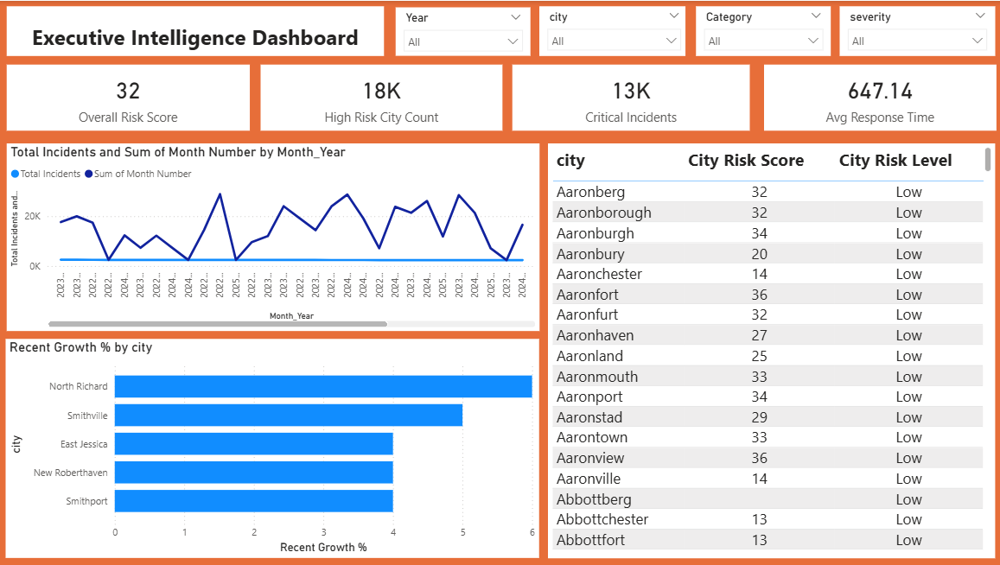 Executive Intelligence Dashboard
Year
All
city
All
Category
All
severity
All
32
Overall Risk Score
18K
High Risk City Count
13K
Critical Incidents
647.14
Avg Response Time
Total Incidents and Sum of Month Number by Month_Year
Total Incidents Sum of Month Number
Total Incidents and...
20K
0K
2023... 2023... 2023... 2022... 2024... 2023... 2022... 2024... 2024... 2022... 2022... 2025... 2022... 2023... 2023... 2022... 2023... 2022... 2024... 2024... 2022... 2023... 2024... 2024... 2025... 2023... 2024... 2025... 2023... 2024...
Month_Year
Recent Growth % by city
city
North Richard
Smithville
East Jessica
New Roberthaven
Smithport
0 1 2 3 4 5 6
Recent Growth %
city City Risk Score City Risk Level
Aaronberg 32 Low
Aaronborough 32 Low
Aaronburgh 34 Low
Aaronbury 20 Low
Aaronchester 14 Low
Aaronfort 36 Low
Aaronfurt 32 Low
Aaronhaven 27 Low
Aaronland 25 Low
Aaronmouth 33 Low
Aaronport 34 Low
Aaronstad 29 Low
Aarontown 33 Low
Aaronview 36 Low
Aaronville 14 Low
Abbottberg Low
Abbottchester 13 Low
Abbottfort 13 Low